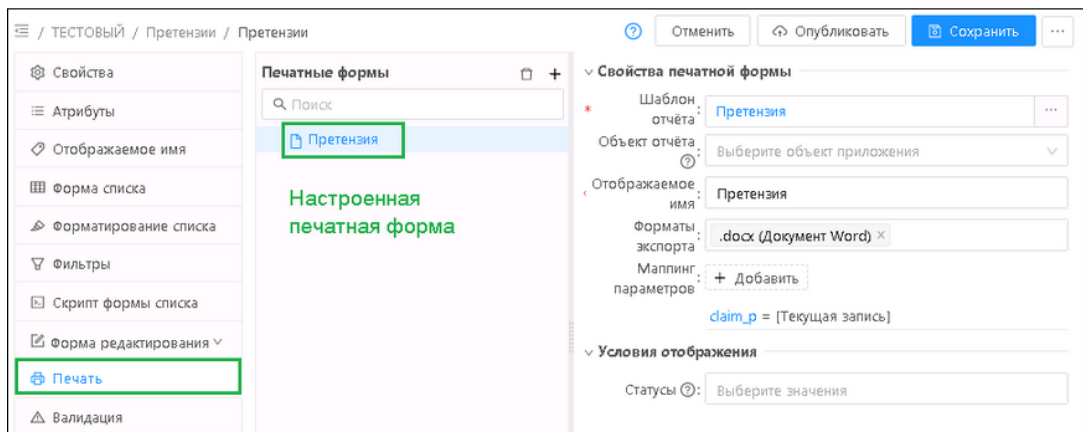 / ТЕСТОВЫЙ / Претензии / Претензии
Отменить
Опубликовать
Сохранить
Свойства
Атрибуты
Отображаемое имя
Форма списка
Форматирование списка
Фильтры
Скрипт формы списка
Форма редактирования
Печать
Валидация
Печатные формы
Поиск
Претензия
Настроенная
печатная форма
Свойства печатной формы
* Шаблон
отчёта :
Претензия
Объект отчёта
:
Выберите объект приложения
Отображаемое
имя :
Претензия
Форматы
экспорта :
.docx (Документ Word) ×
Маппинг
параметров :
+ Добавить
claim_p = [Текущая запись]
Условия отображения
Статусы ? :
Выберите значения